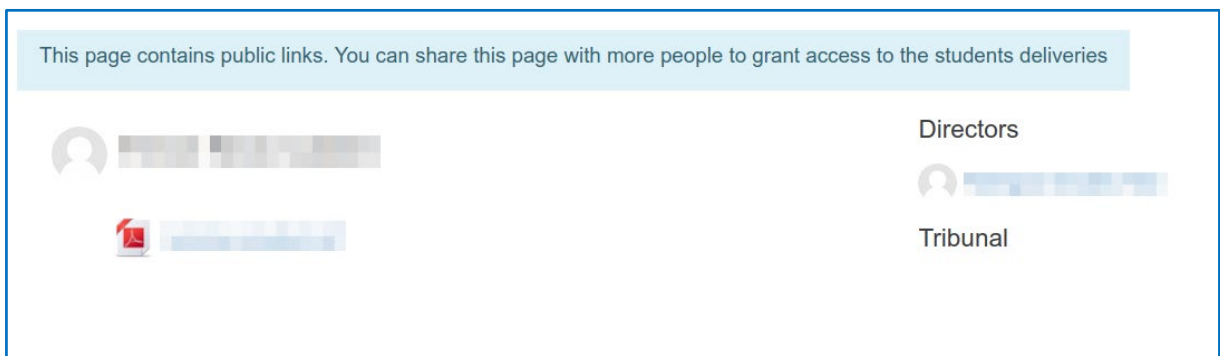 This page contains public links. You can share this page with more people to grant access to the students deliveries
Directors
Tribunal